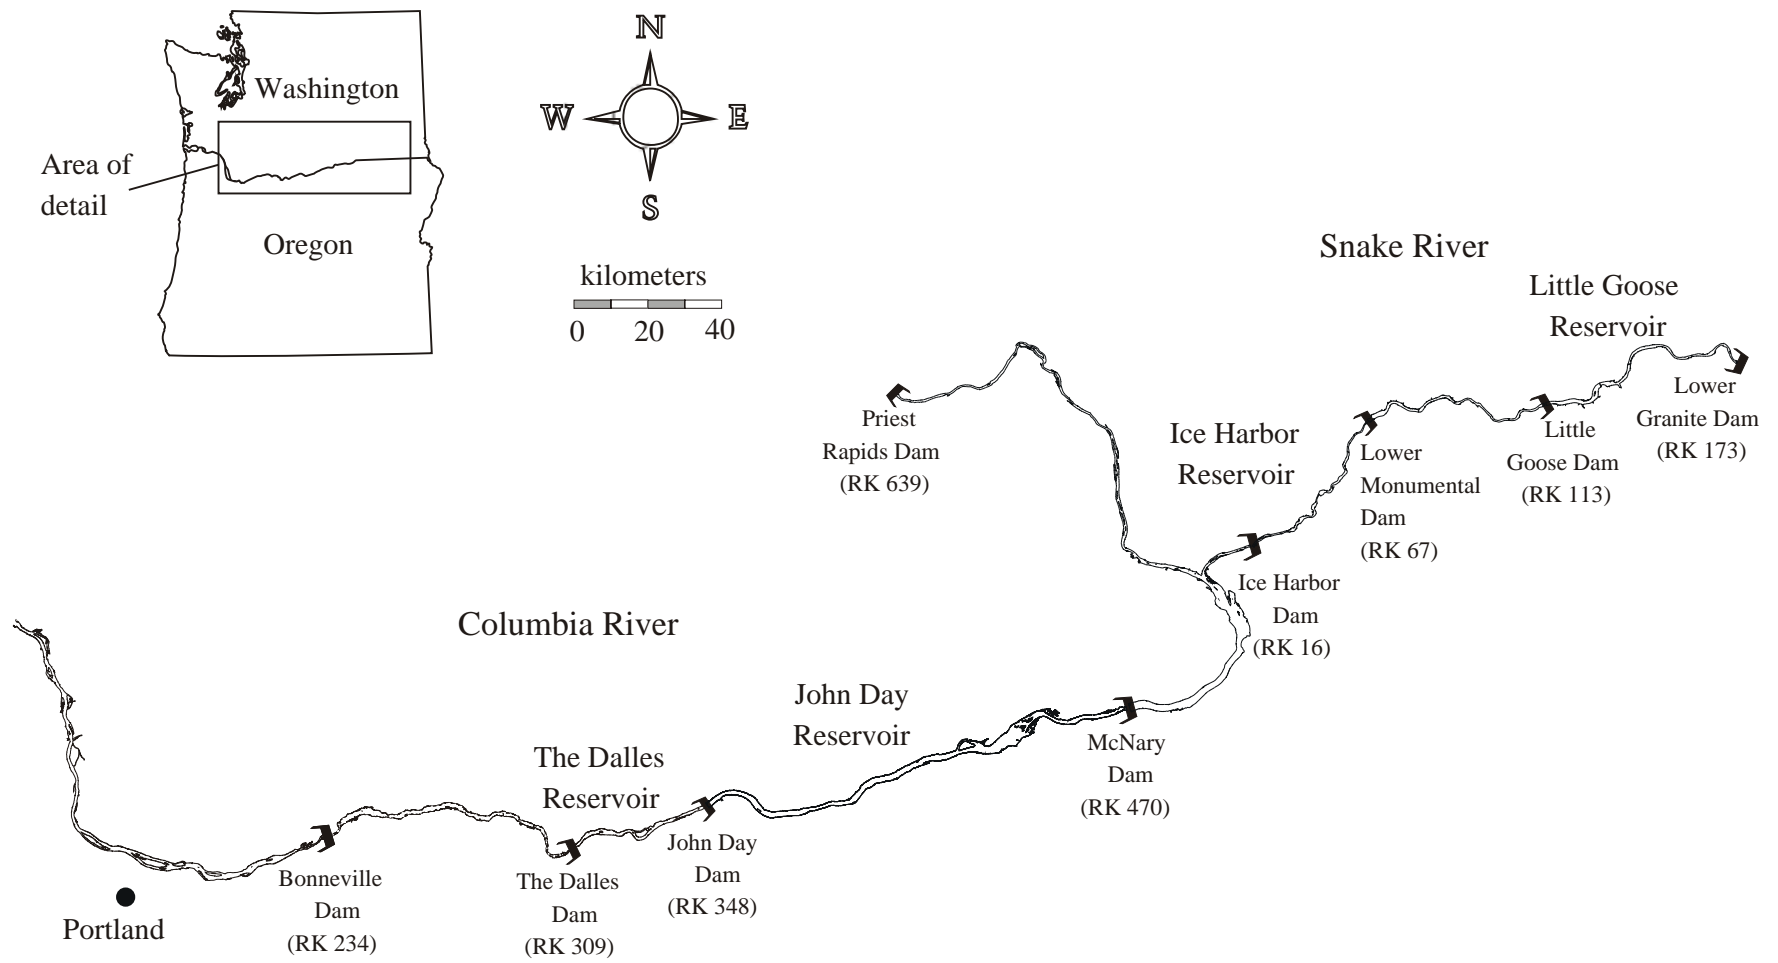 N
Washington
W
E
Area of
detail
S
Oregon
Snake River
kilometers
0 20 40
Little Goose
Reservoir
Lower
Granite Dam
(RK 173)
Priest
Rapids Dam
(RK 639)
Ice Harbor
Reservoir
Little
Goose Dam
(RK 113)
Lower
Monumental
Dam
(RK 67)
Ice Harbor
Dam
(RK 16)
Columbia River
John Day
Reservoir
McNary
Dam
(RK 470)
The Dalles
Reservoir
John Day
Dam
(RK 348)
Bonneville
Dam
(RK 234)
The Dalles
Dam
(RK 309)
Portland